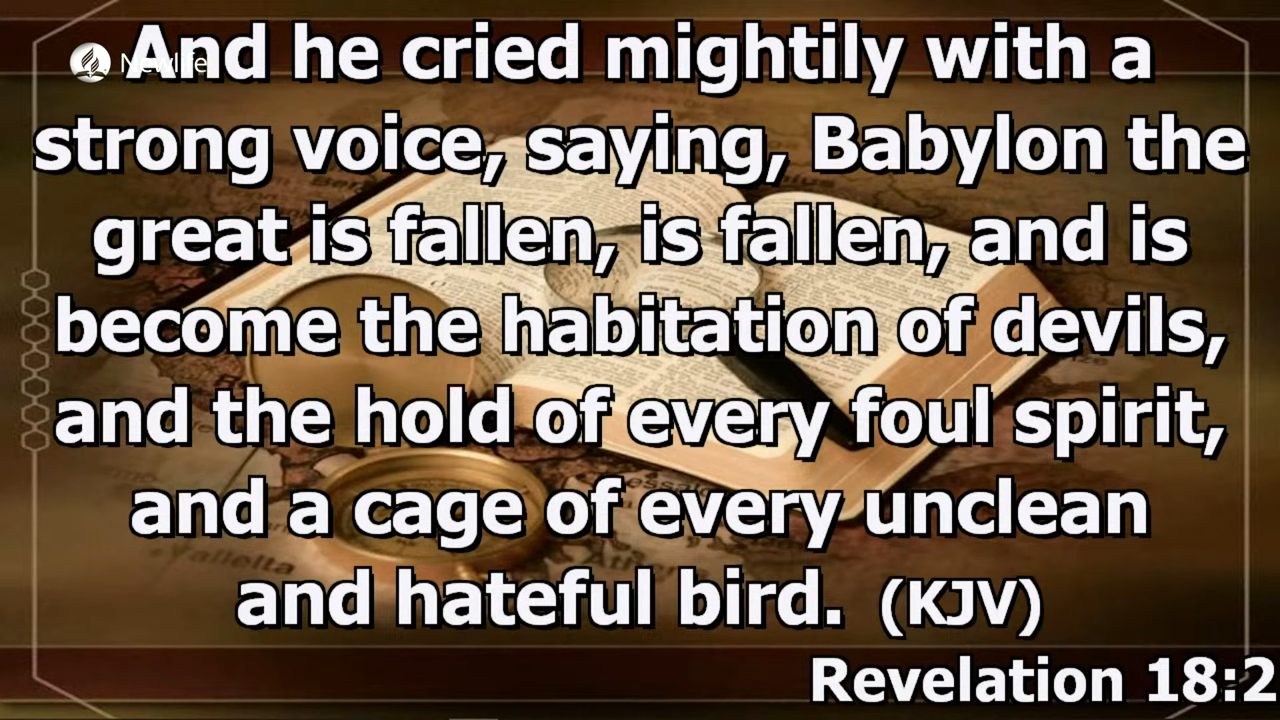 Newlife
And he cried mightily with a
strong voice, saying, Babylon the
great is fallen, is fallen, and is
become the habitation of devils,
and the hold of every foul spirit,
and a cage of every unclean
and hateful bird. (KJV)
Revelation 18:2